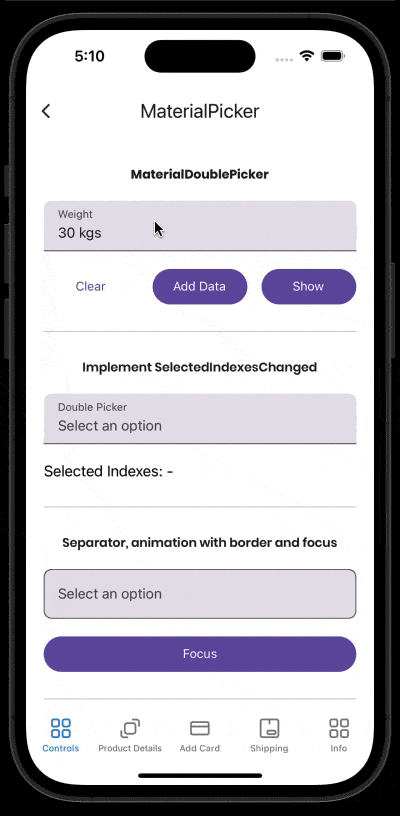 5:10
MaterialPicker
MaterialDoublePicker
Weight
30 kgs
Clear Add Data Show
Implement SelectedIndexesChanged
Double Picker
Select an option
Selected Indexes: -
Separator, animation with border and focus
Select an option
Focus
Controls Product Details Add Card Shipping Info